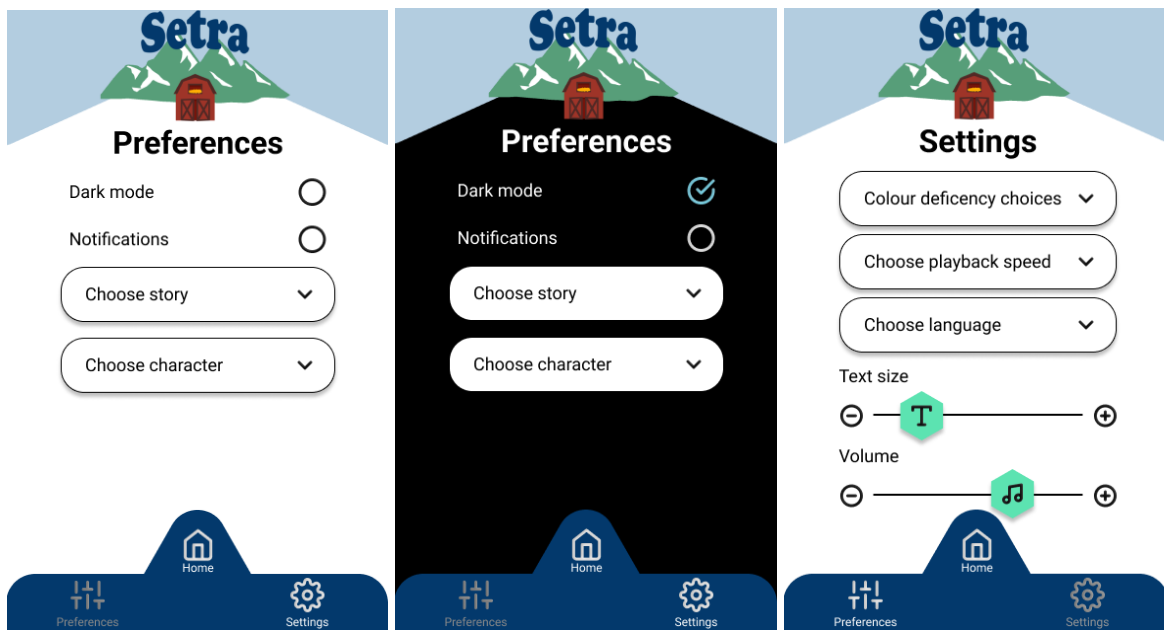 Setra
Preferences
Dark mode
Notifications
Choose story
Choose character
Home
Preferences
Settings
Setra
Preferences
Dark mode
Notifications
Choose story
Choose character
Home
Preferences
Settings
Setra
Settings
Colour deficency choices
Choose playback speed
Choose language
Text size
T
Volume
Home
Preferences
Settings